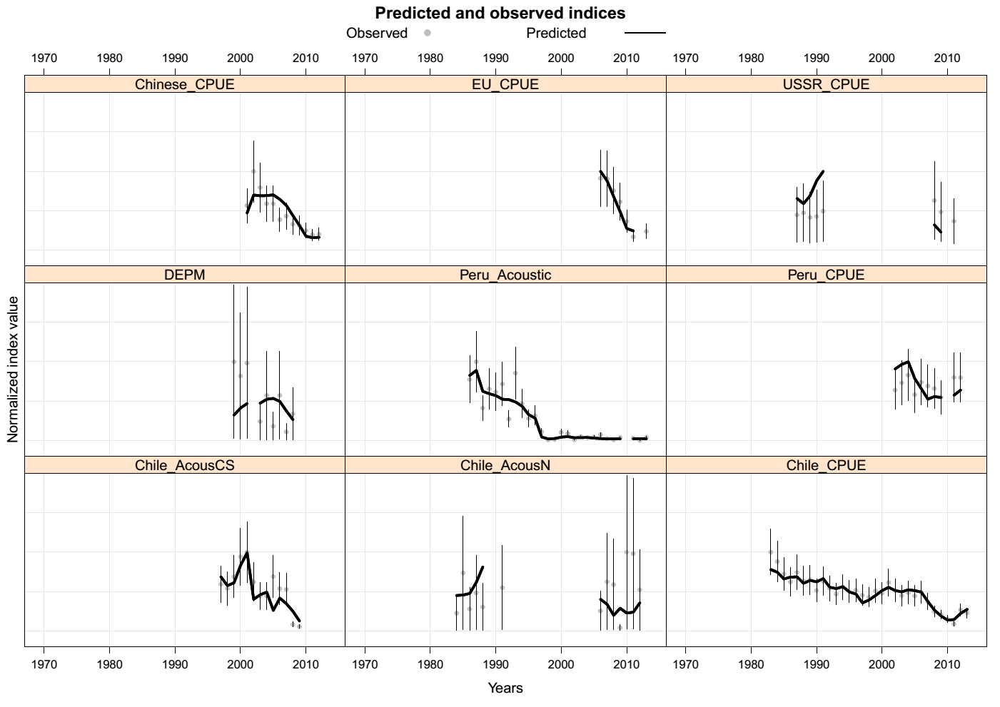 Predicted and observed indices
Observed Predicted
1970 1980 1990 2000 2010 1970 1980 1990 2000 2010 1970 1980 1990 2000 2010
Chinese_CPUE EU_CPUE USSR_CPUE
DEPM Peru_Acoustic Peru_CPUE
Normalized index value
Chile_AcousCS Chile_AcousN Chile_CPUE
1970 1980 1990 2000 2010 1970 1980 1990 2000 2010 1970 1980 1990 2000 2010
Years